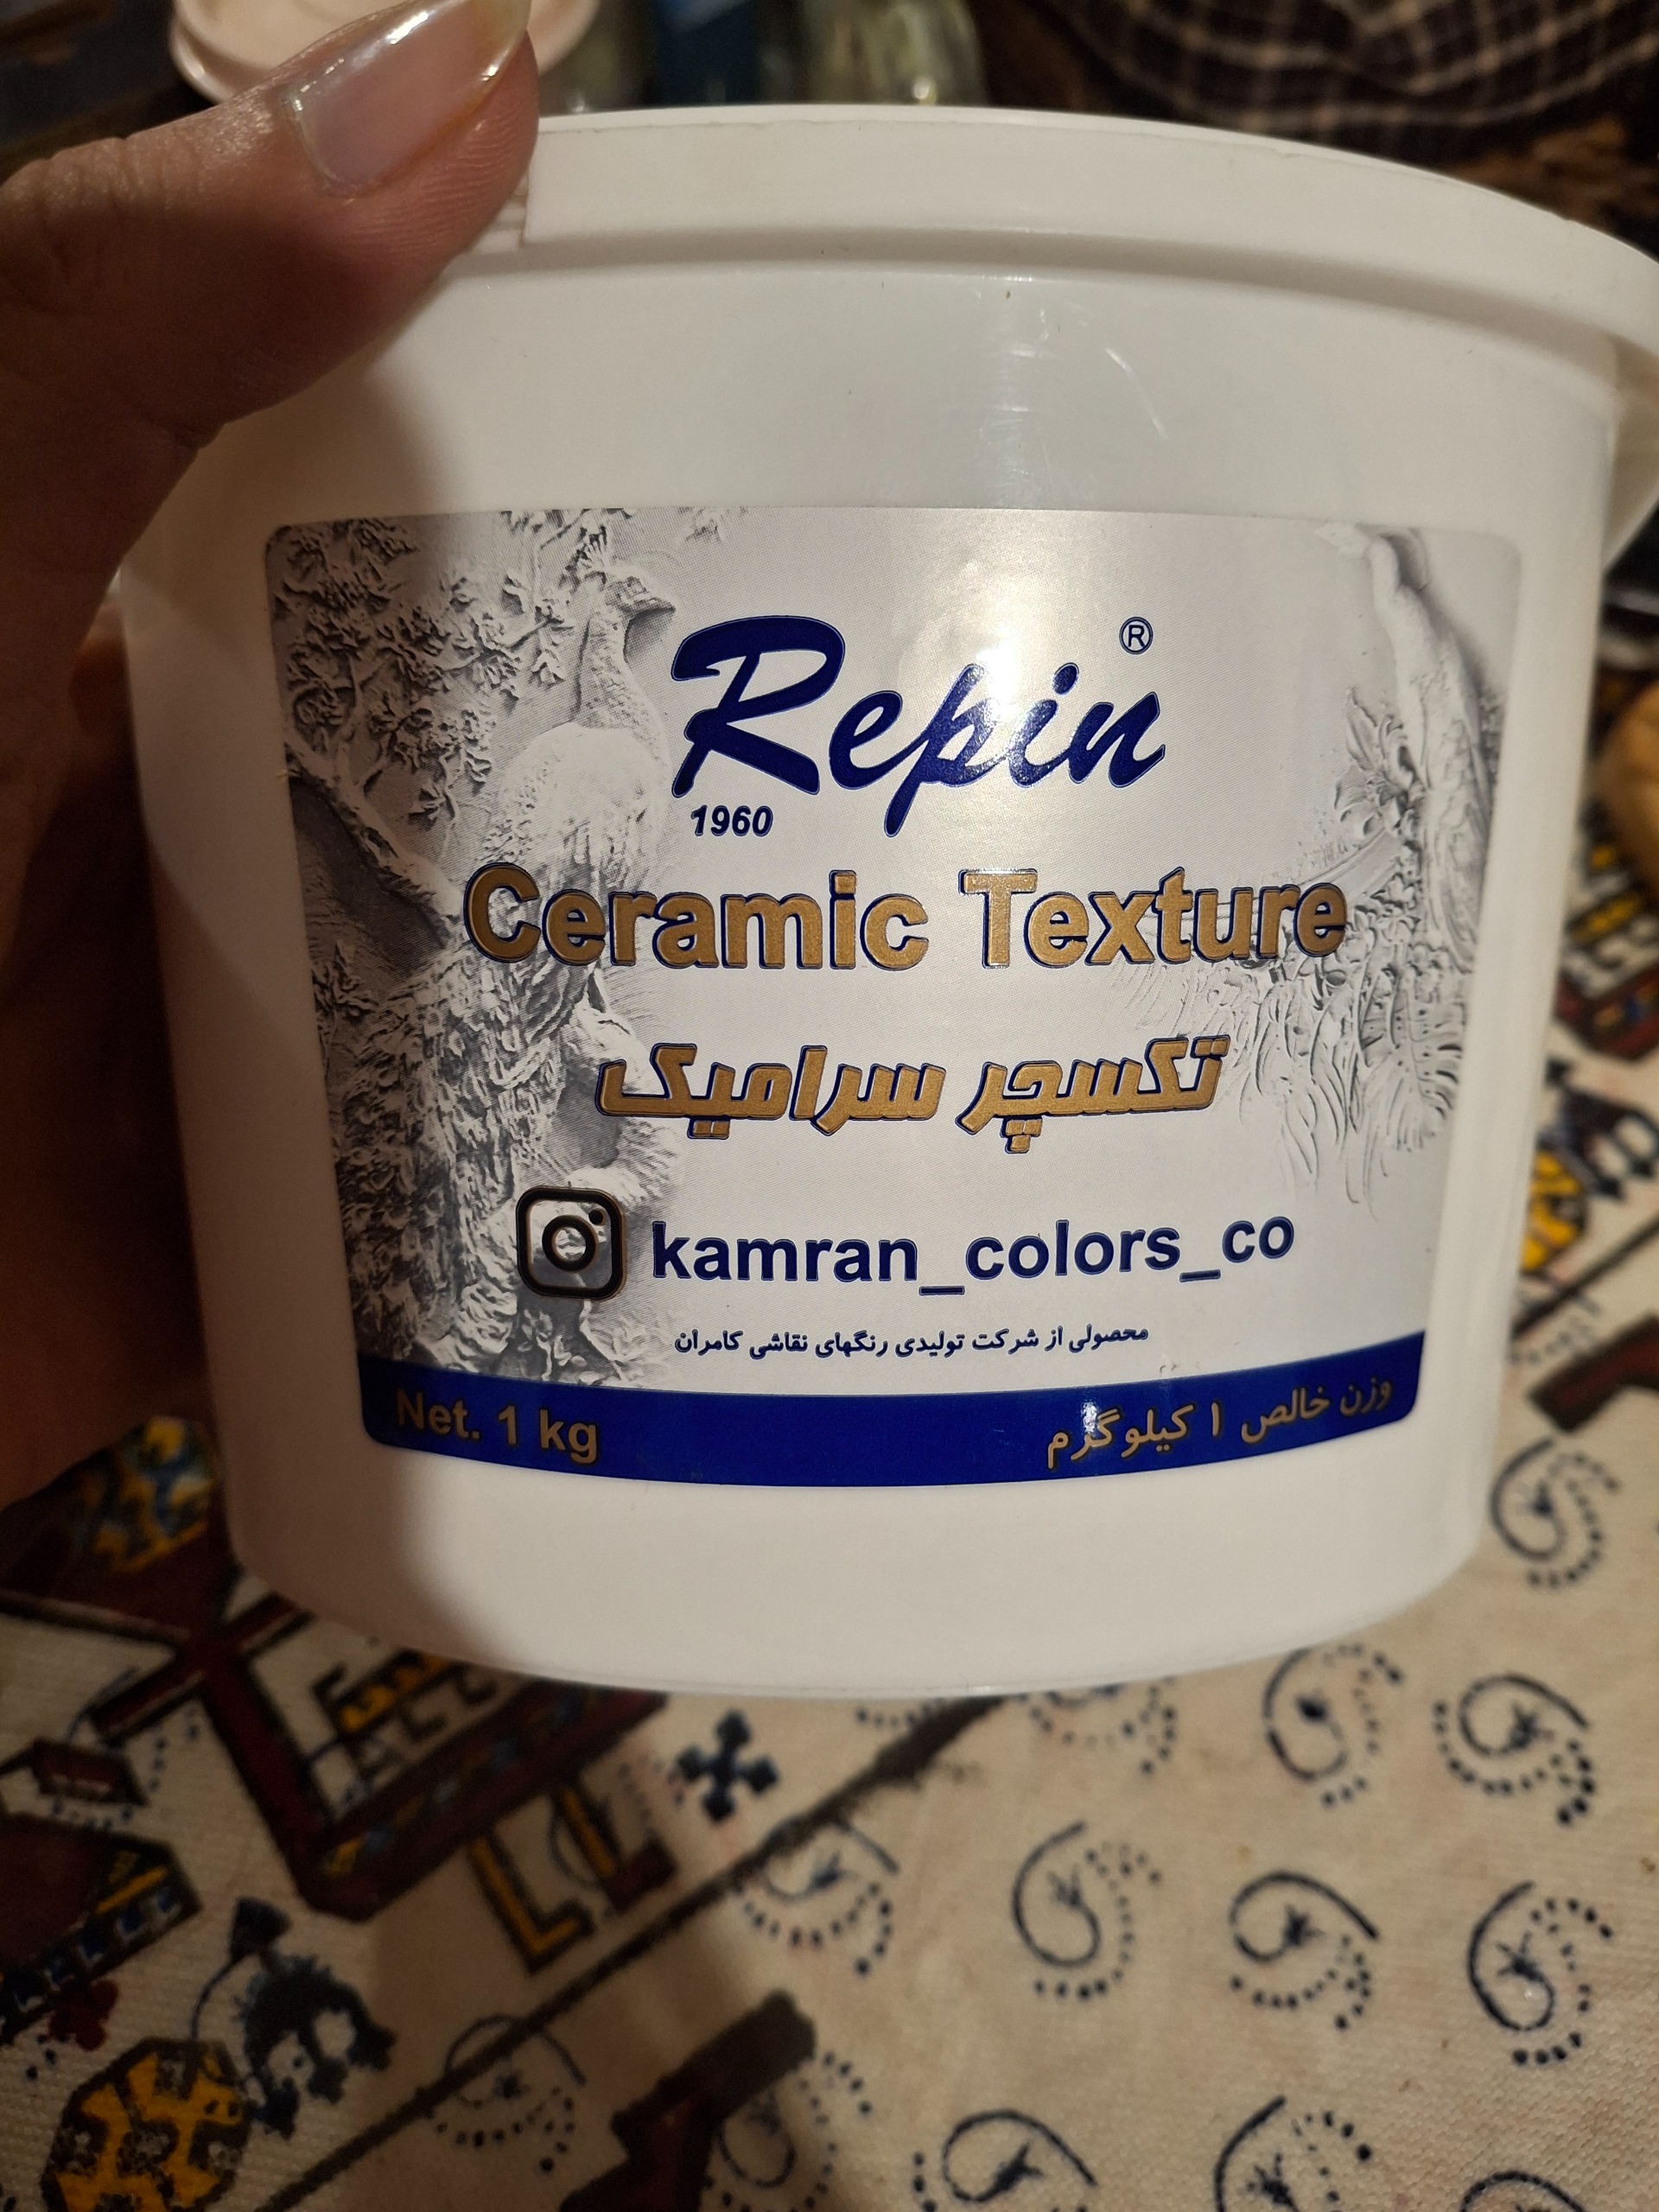 Repin ®
1960
Ceramic Texture
تکسچر سرامیک
kamran_colors_co
محصولی از شرکت تولیدی رنگهای نقاشی کامران
Net. 1 kg
وزن خالص ۱ کیلوگرم